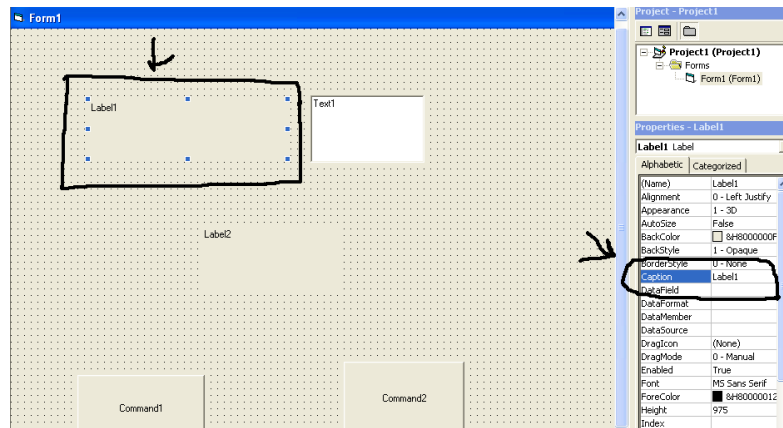 Form1
Label1
Text1
Label2
Command1
Command2
Project - Project1
Project1 (Project1)
Forms
Form1 (Form1)
Properties - Label1
Label1 Label
Alphabetic Categorized
(Name) Label1
Alignment 0 - Left Justify
Appearance 1 - 3D
AutoSize False
BackColor &H8000000F
BackStyle 1 - Opaque
BorderStyle 0 - None
Caption Label1
DataField
DataFormat
DataMember
DataSource
DragIcon (None)
DragMode 0 - Manual
Enabled True
Font MS Sans Serif
ForeColor &H80000012
Height 975
Index